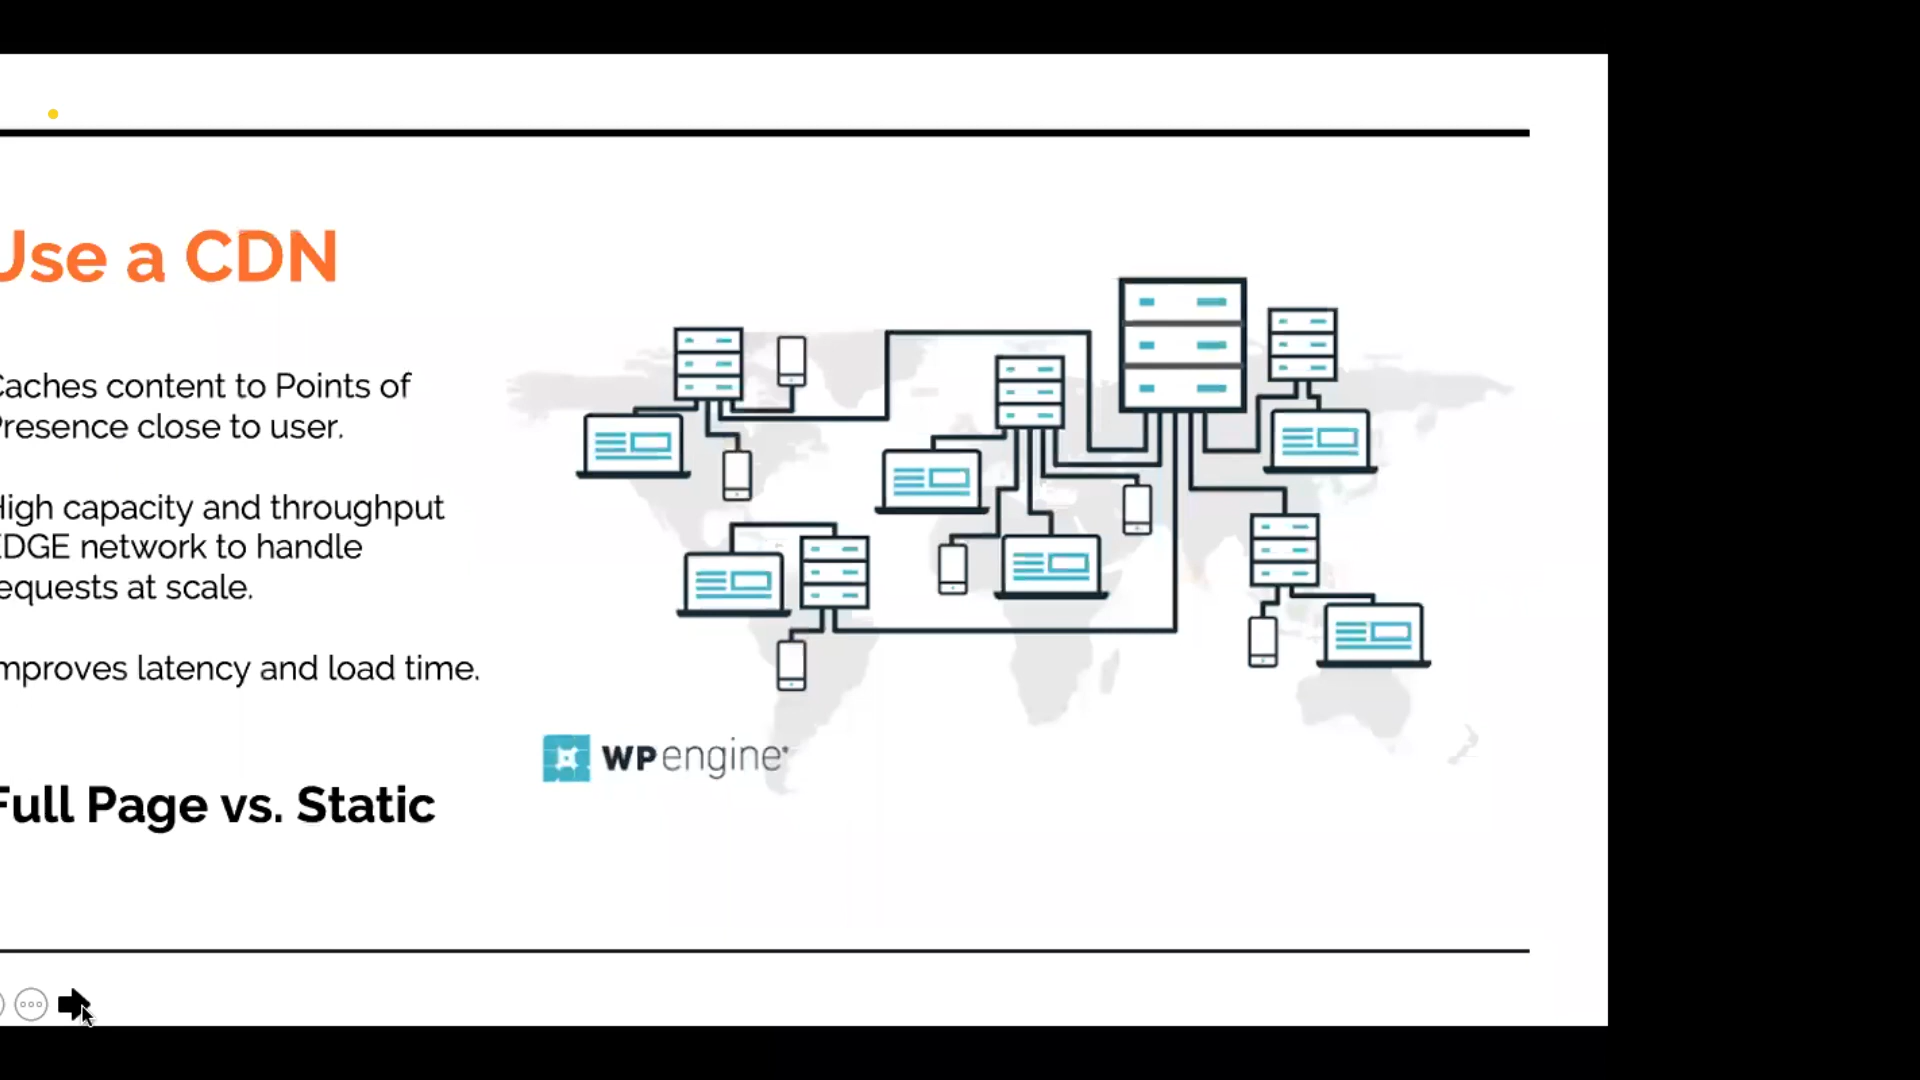 Use a CDN
Caches content to Points of
Presence close to user.
High capacity and throughput
EDGE network to handle
requests at scale.
Improves latency and load time.
WP engine
Full Page vs. Static